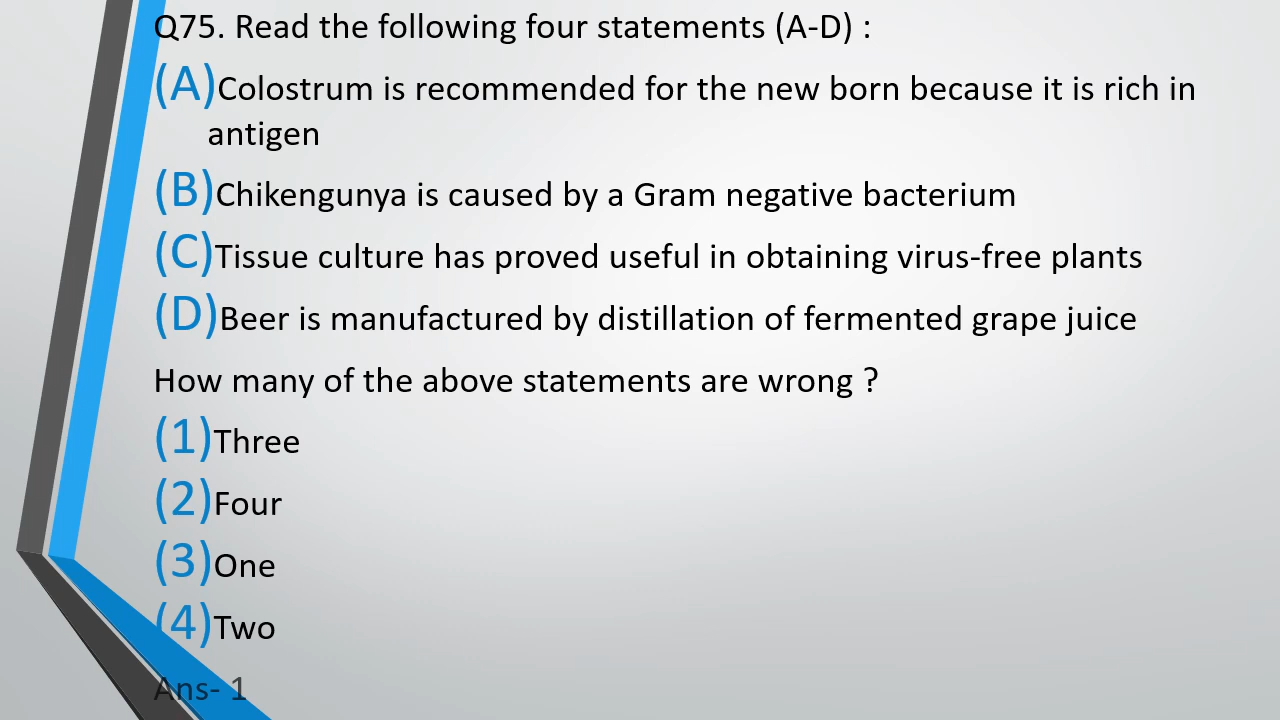 Q75. Read the following four statements (A-D) :
(A)Colostrum is recommended for the new born because it is rich in
antigen
(B)Chikengunya is caused by a Gram negative bacterium
(C)Tissue culture has proved useful in obtaining virus-free plants
(D)Beer is manufactured by distillation of fermented grape juice
How many of the above statements are wrong ?
(1)Three
(2)Four
(3)One
(4)Two
Ans- 1